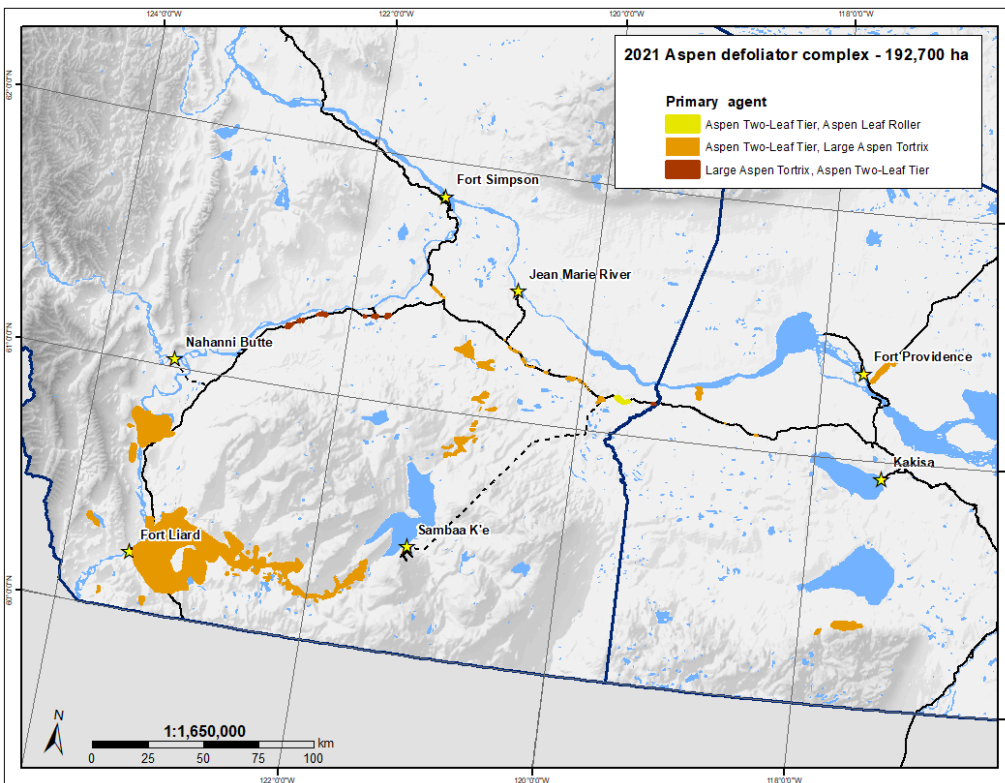 124°0'0"W
122°0'0"W
120°0'0"W
118°0'0"W
2021 Aspen defoliator complex - 192,700 ha
Primary agent
Aspen Two-Leaf Tier, Aspen Leaf Roller
Aspen Two-Leaf Tier, Large Aspen Tortrix
Large Aspen Tortrix, Aspen Two-Leaf Tier
62°0'0"N
Fort Simpson
Jean Marie River
61°0'0"N
Nahanni Butte
Fort Providence
Kakisa
Sambaa K'e
Fort Liard
60°0'0"N
N
1:1,650,000
km
0 25 50 75 100
122°0'0"W
120°0'0"W
118°0'0"W